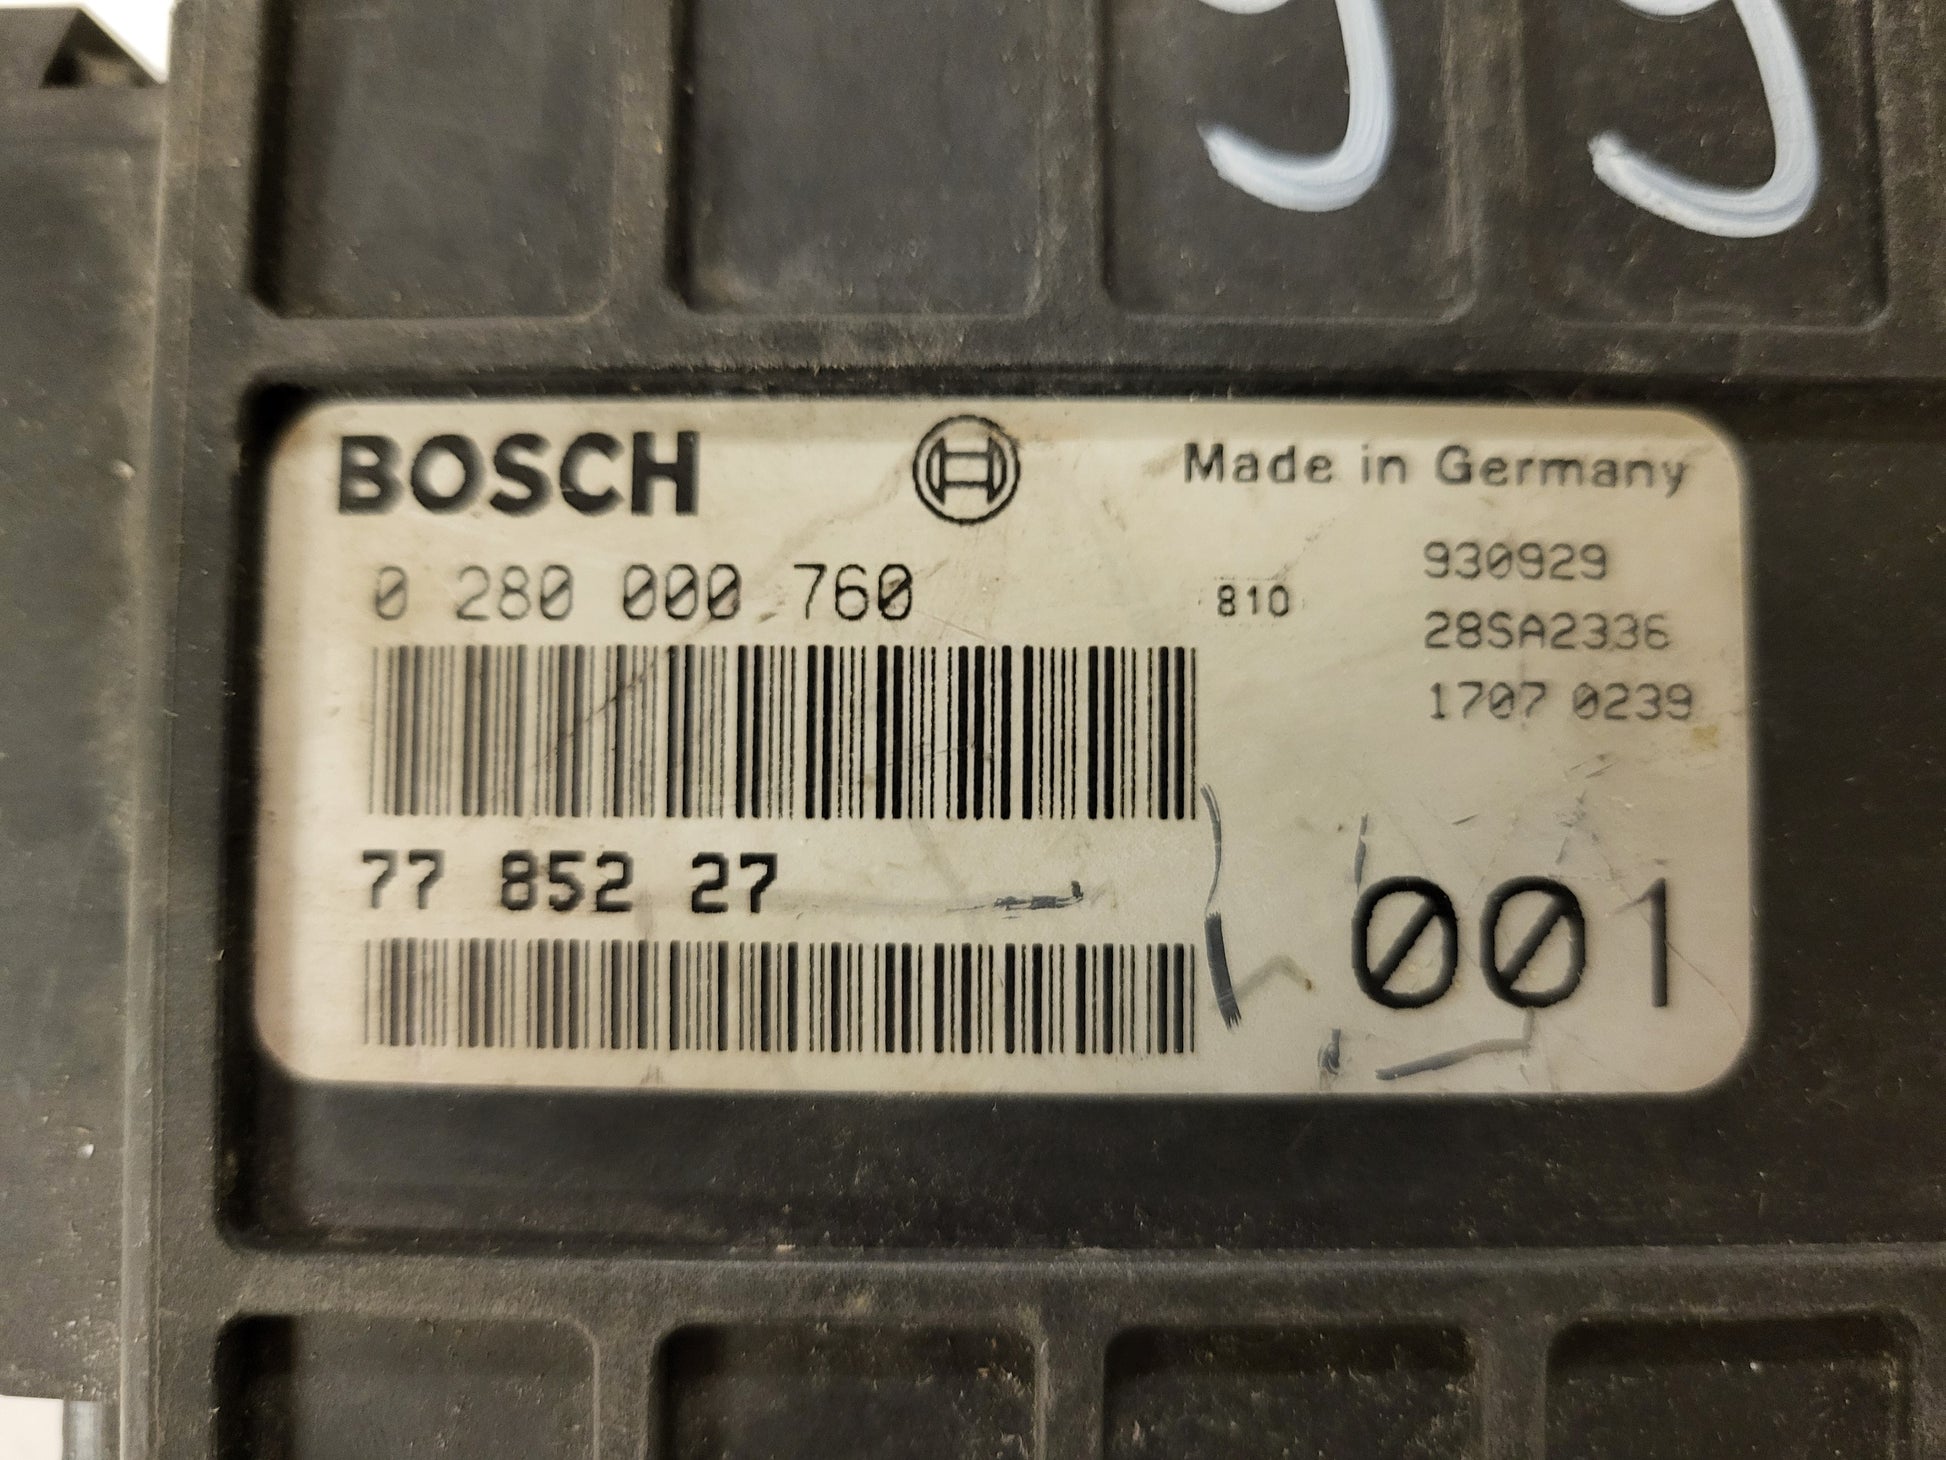 BOSCH
Made in Germany
0 280 000 760
810
930929
28SA2336
1707 0239
77 852 27
001